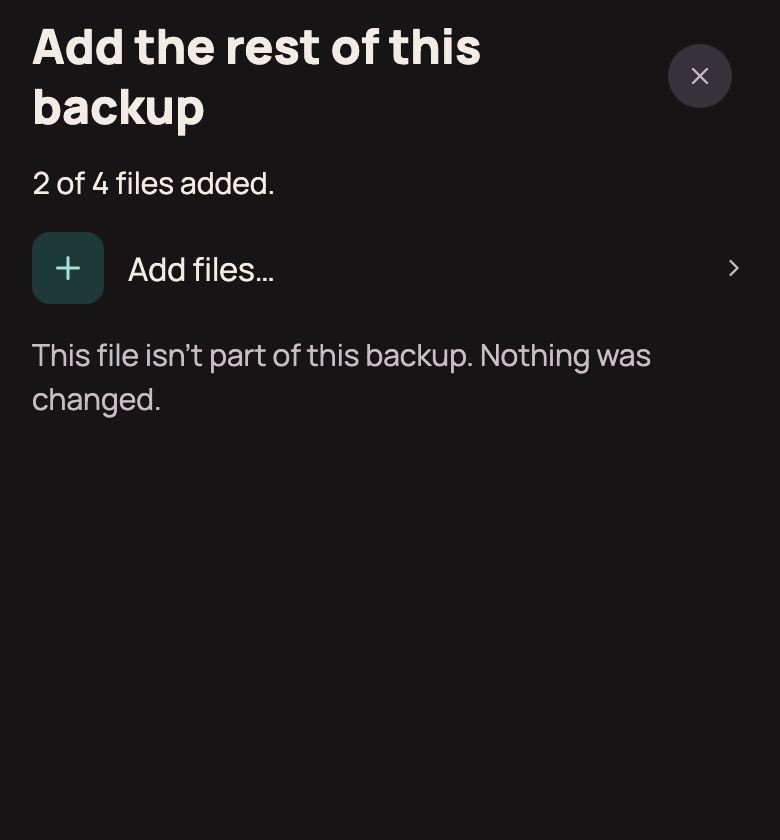 Add the rest of this
backup
2 of 4 files added.
Add files…
This file isn’t part of this backup. Nothing was
changed.